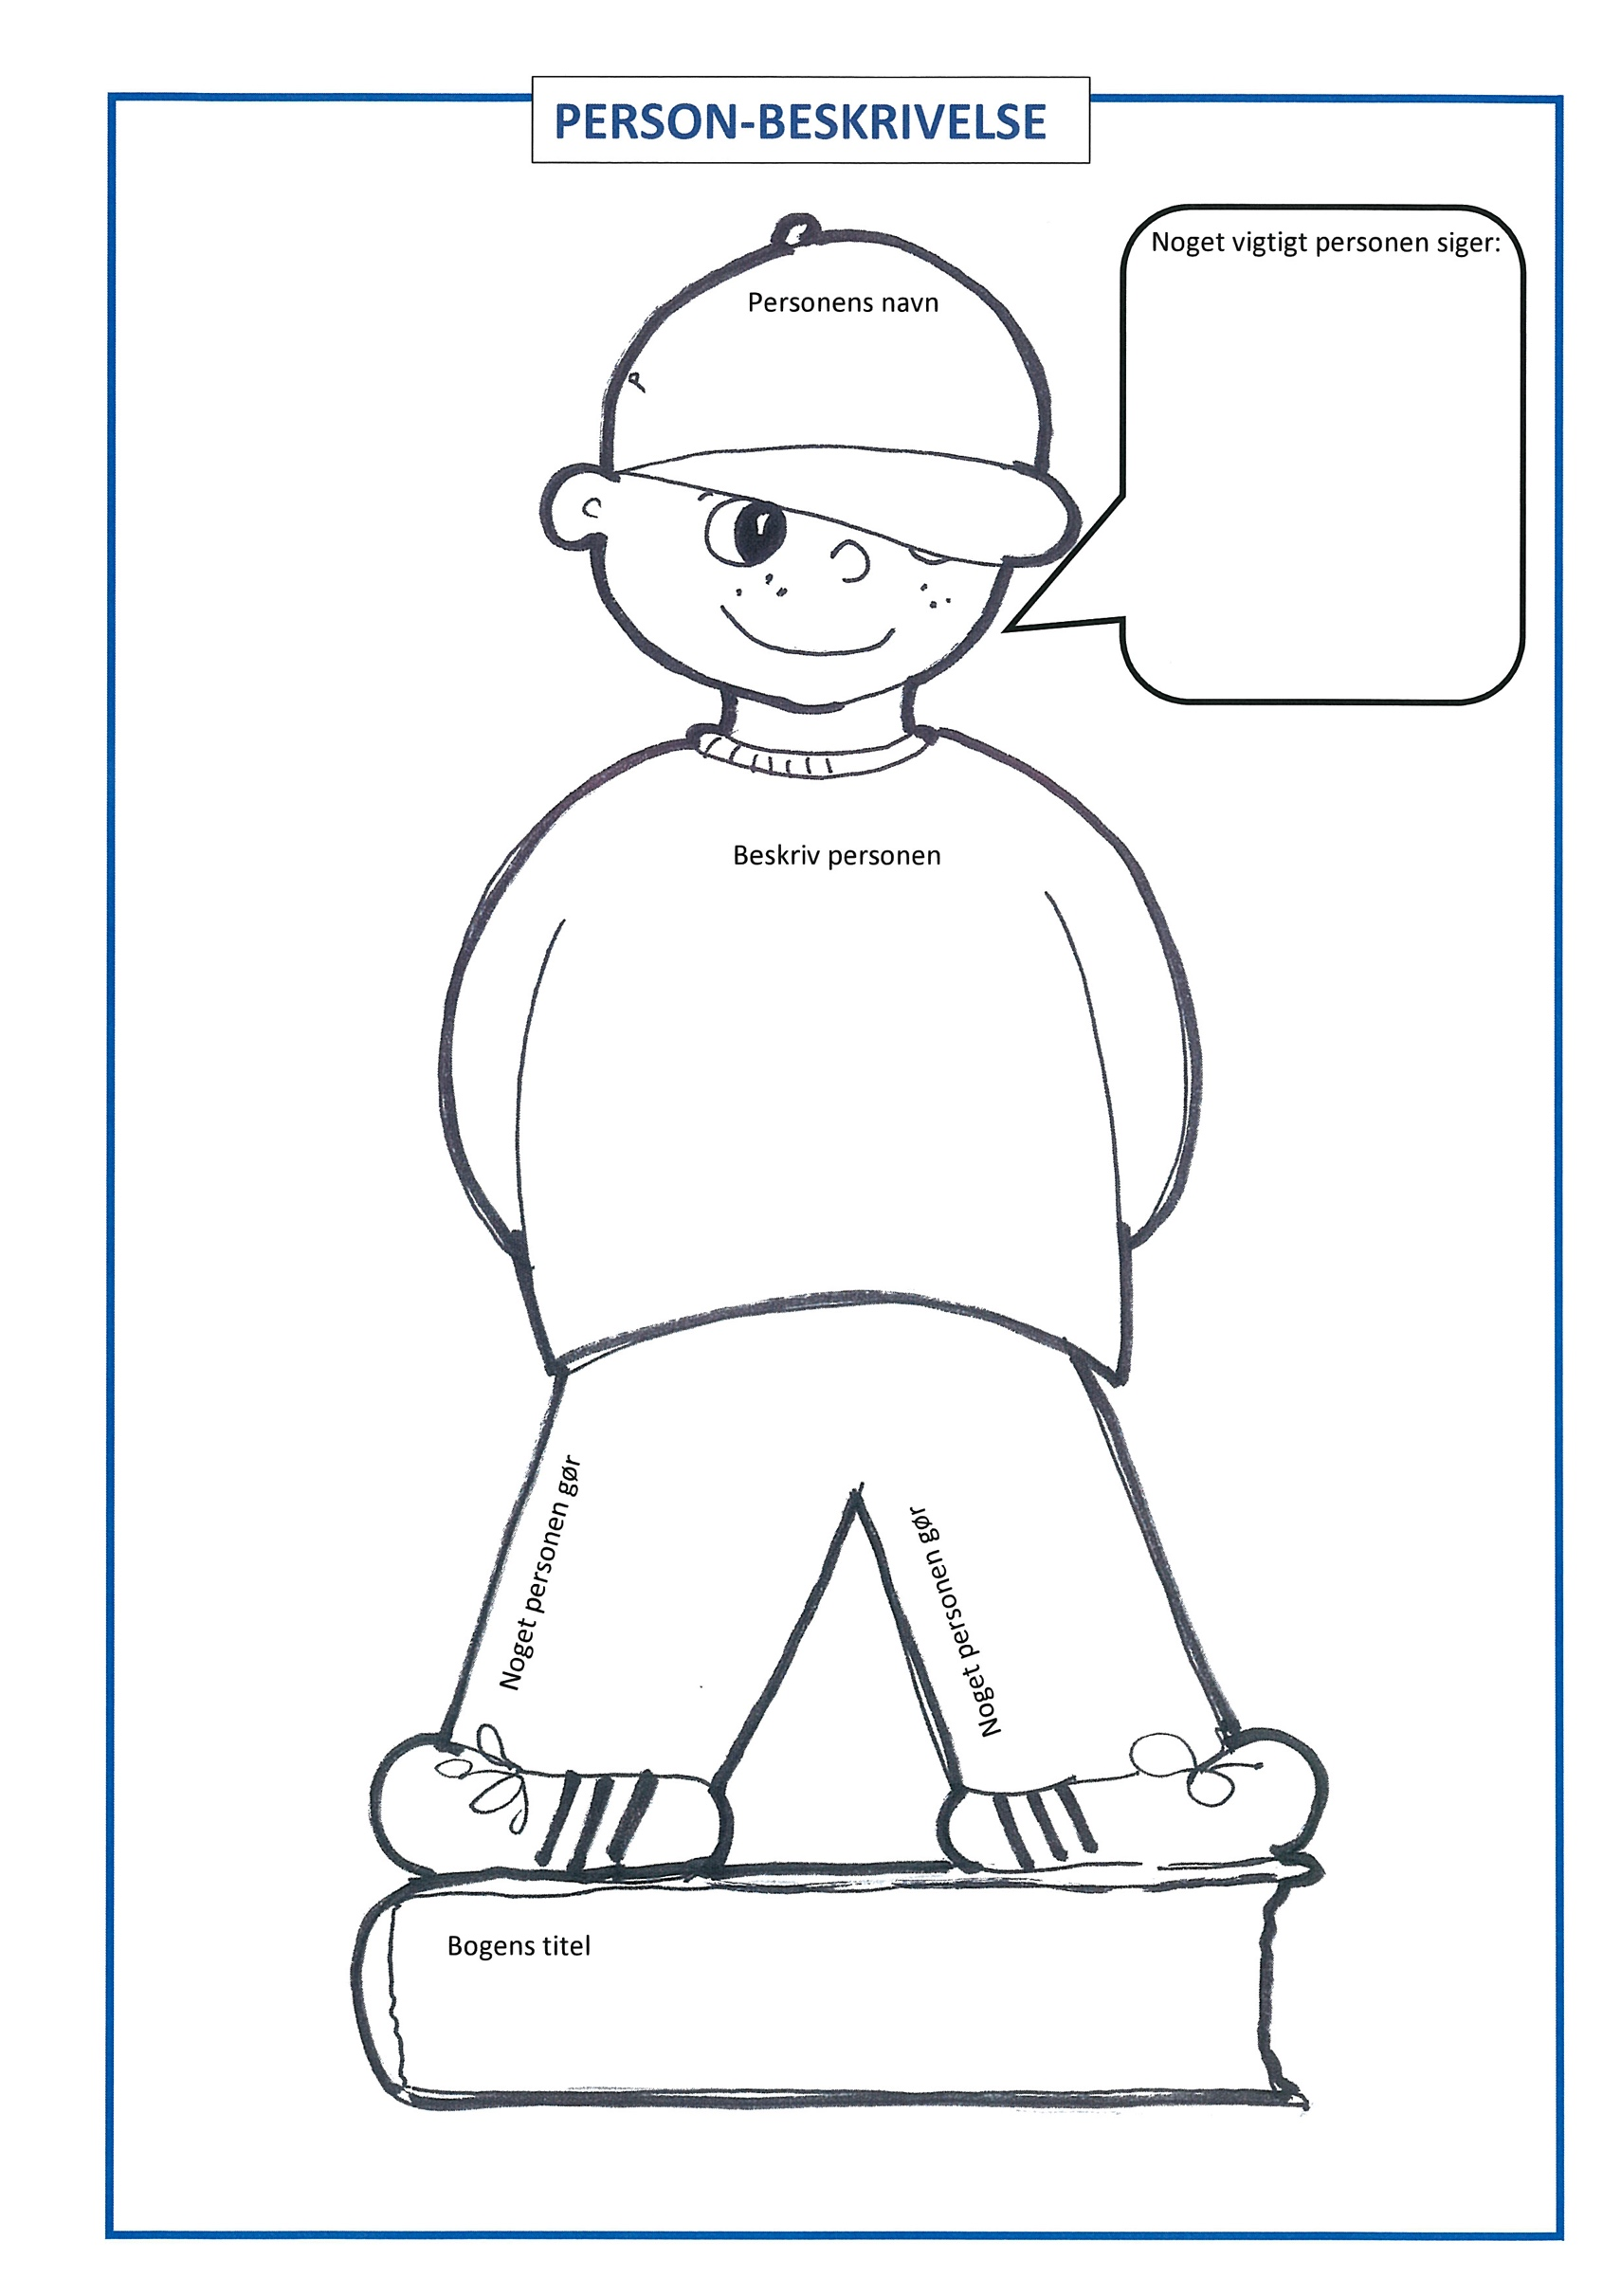 PERSON-BESKRIVELSE
Noget vigtigt personen siger:
Personens navn
Beskriv personen
Noget personen gør
Noget personen gør
Bogens titel